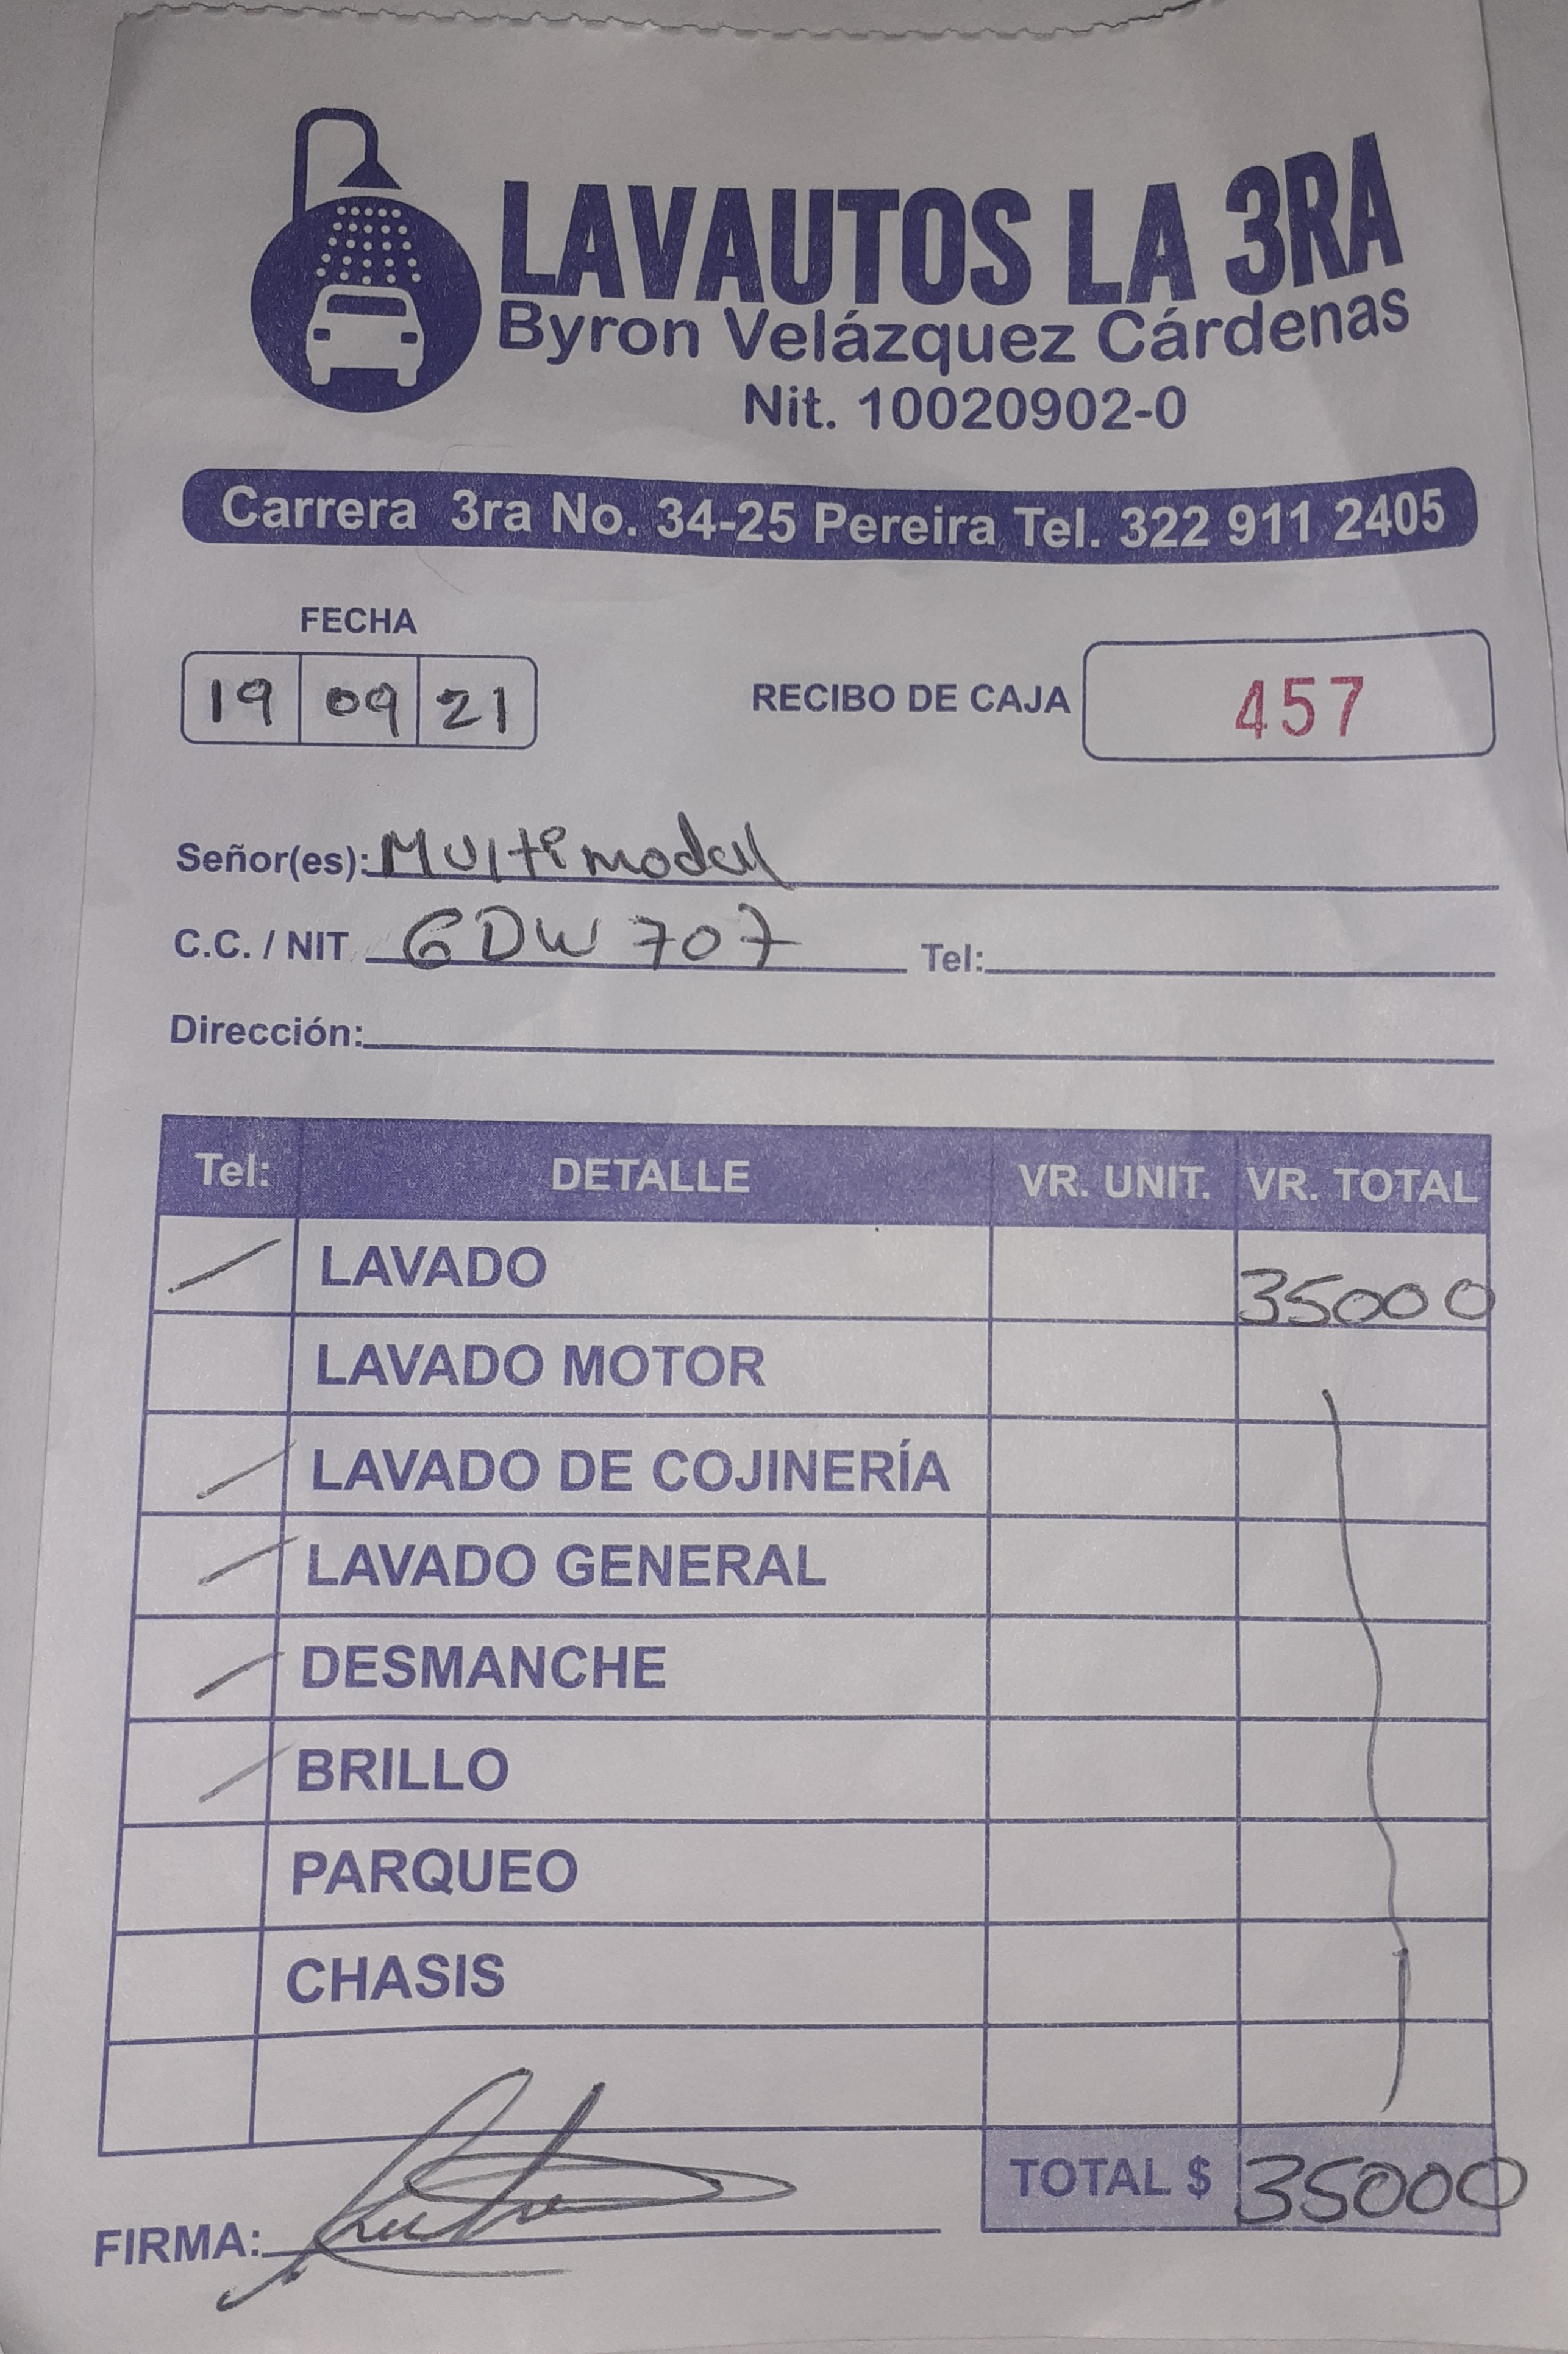 LAVAUTOS LA 3RA
Byron Velázquez Cárdenas
Nit. 10020902-0
Carrera 3ra No. 34-25 Pereira Tel. 322 911 2405
FECHA
19 09 21
RECIBO DE CAJA 457
Señor(es): Multimodal
C.C. / NIT GDW 707 Tel:
Dirección:
Tel: DETALLE VR. UNIT. VR. TOTAL
LAVADO 35000
LAVADO MOTOR
LAVADO DE COJINERÍA
LAVADO GENERAL
DESMANCHE
BRILLO
PARQUEO
CHASIS
TOTAL $ 35000
FIRMA: